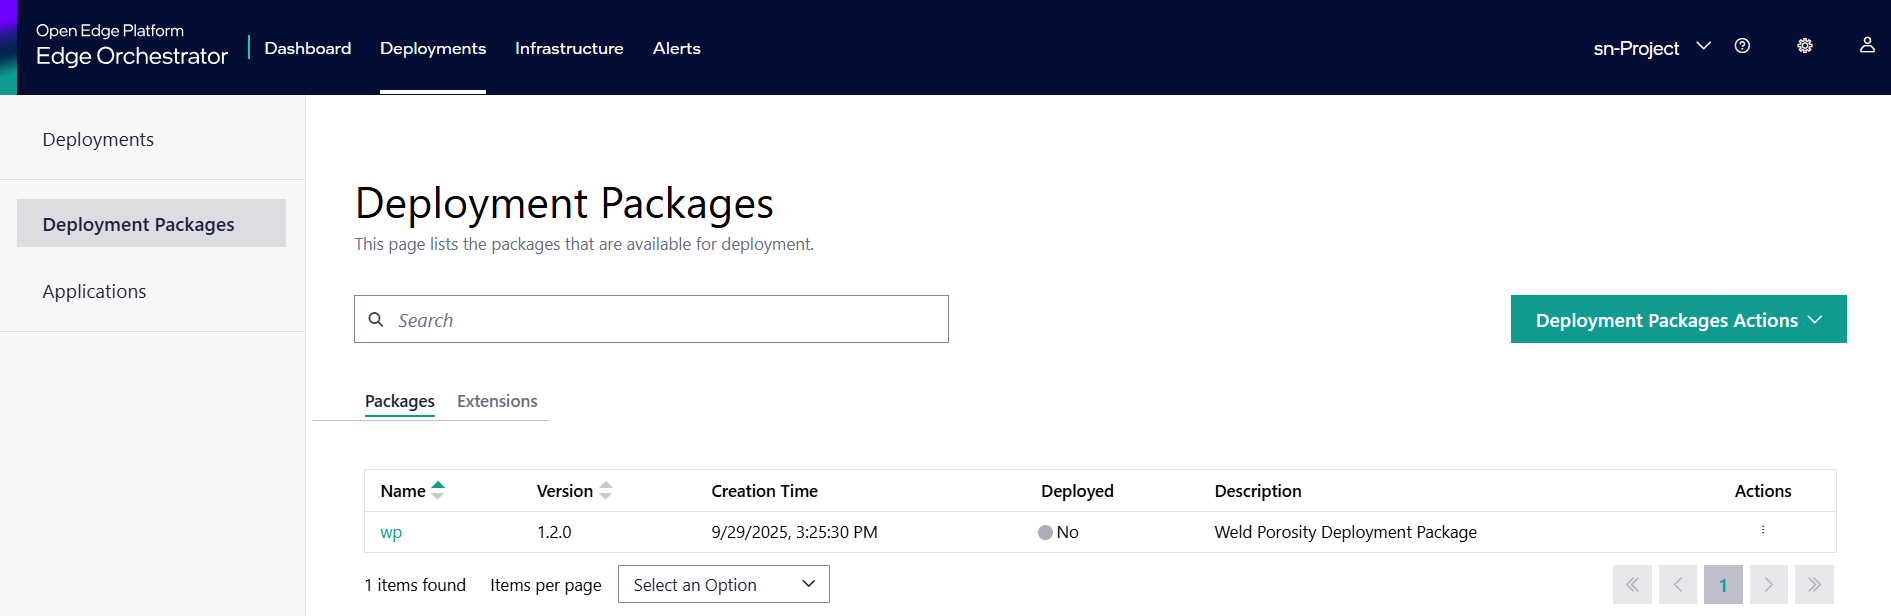 Open Edge Platform
Edge Orchestrator
Dashboard
Deployments
Infrastructure
Alerts
sn-Project
Deployments
Deployment Packages
Applications
Deployment Packages
This page lists the packages that are available for deployment.
Search
Deployment Packages Actions
Packages
Extensions
Name Version Creation Time Deployed Description Actions
wp 1.2.0 9/29/2025, 3:25:30 PM No Weld Porosity Deployment Package
1 items found Items per page Select an Option 1